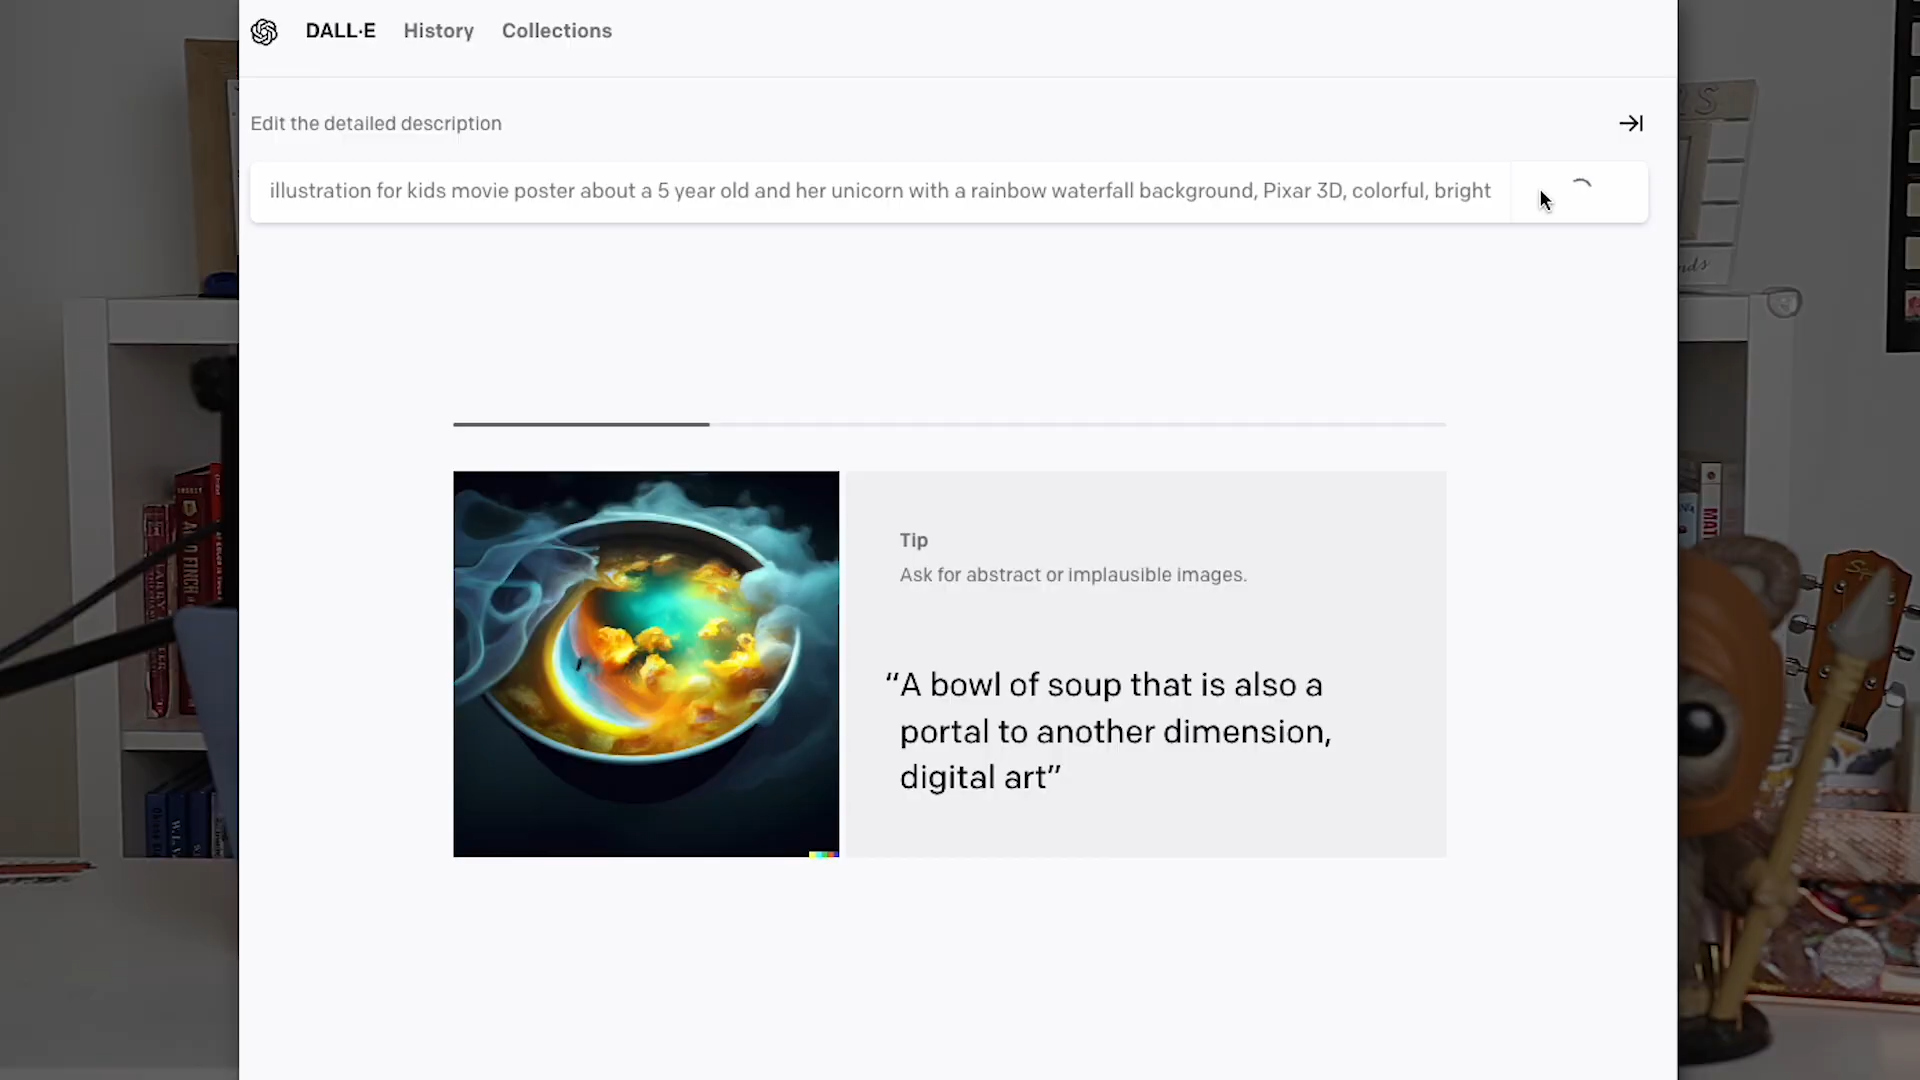 DALL·E History Collections
Edit the detailed description
illustration for kids movie poster about a 5 year old and her unicorn with a rainbow waterfall background, Pixar 3D, colorful, bright
Tip
Ask for abstract or implausible images.
“A bowl of soup that is also a
portal to another dimension,
digital art”